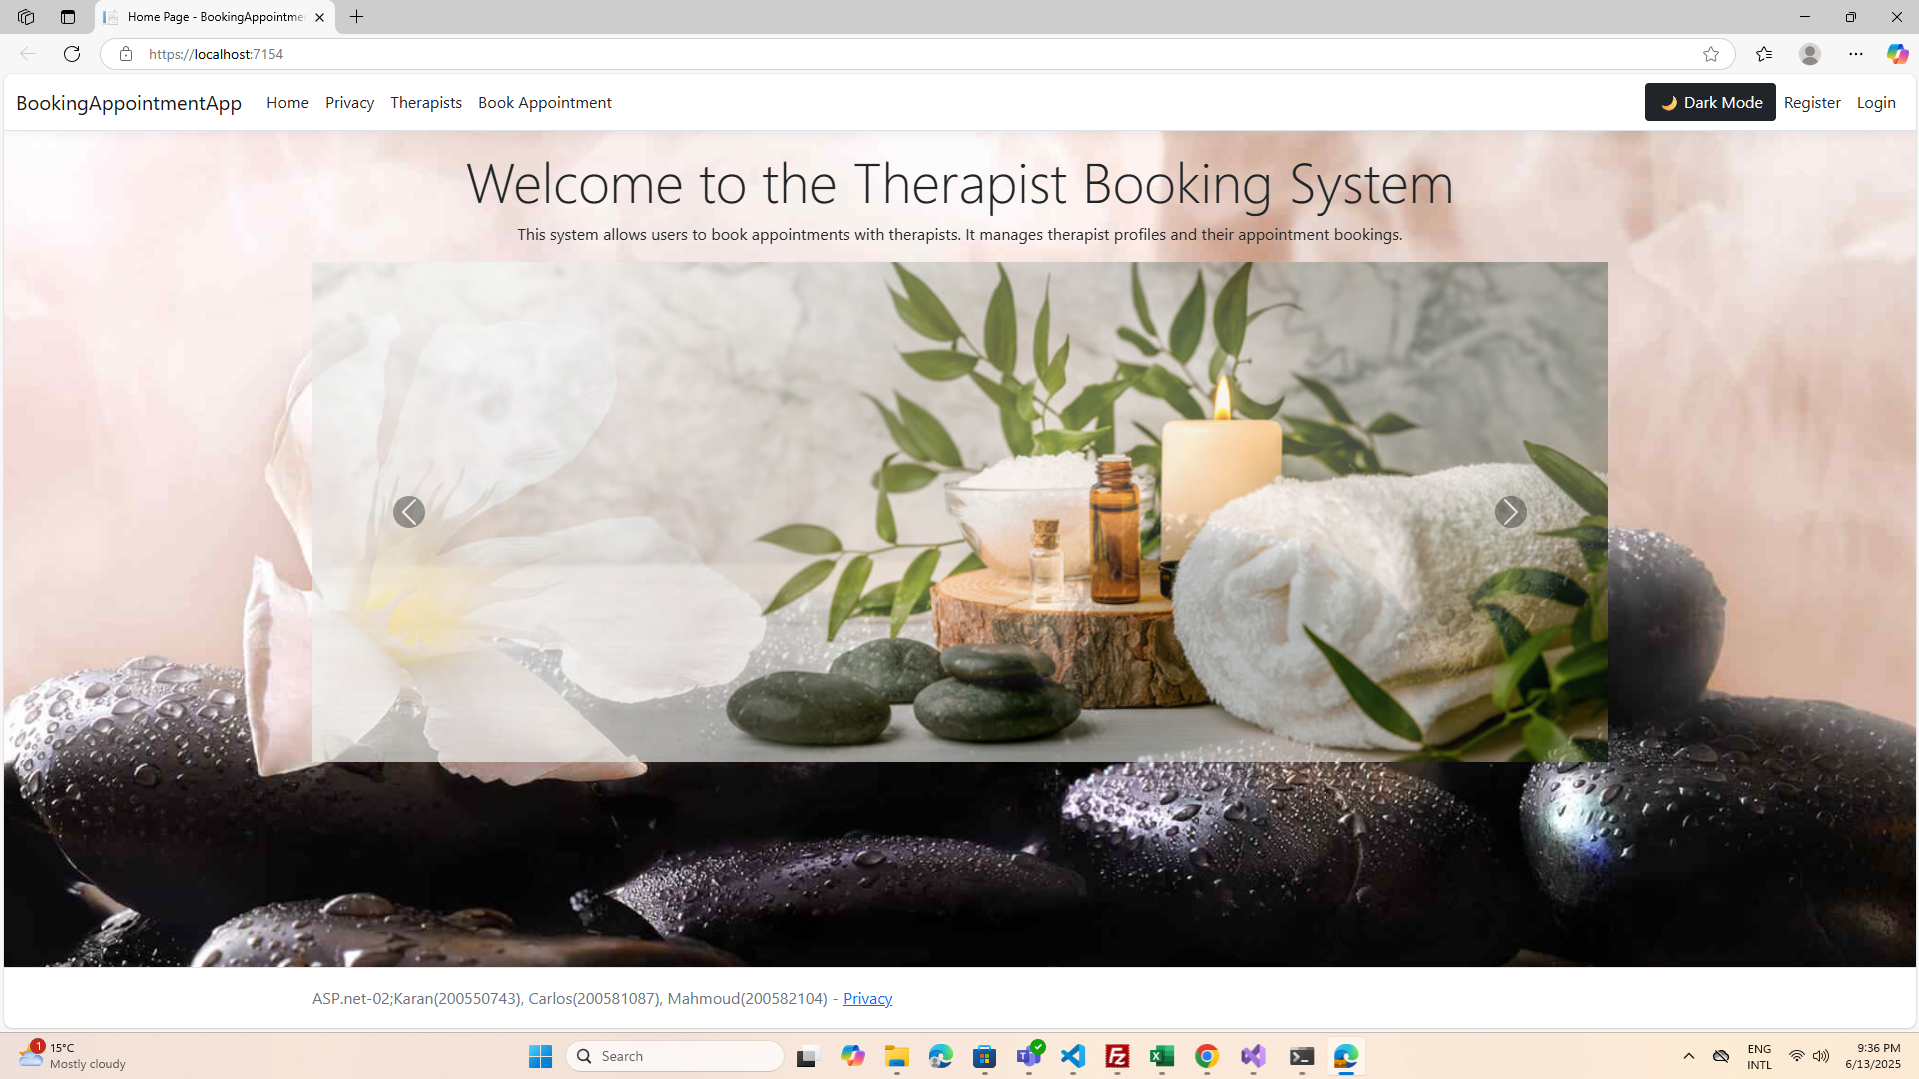 Home Page - BookingAppointme
https://localhost:7154
BookingAppointmentApp Home Privacy Therapists Book Appointment 🌙 Dark Mode Register Login
Welcome to the Therapist Booking System
This system allows users to book appointments with therapists. It manages therapist profiles and their appointment bookings.
ASP.net-02;Karan(200550743), Carlos(200581087), Mahmoud(200582104) - Privacy
1
15°C
Mostly cloudy
Search
ENG
INTL
9:36 PM
6/13/2025